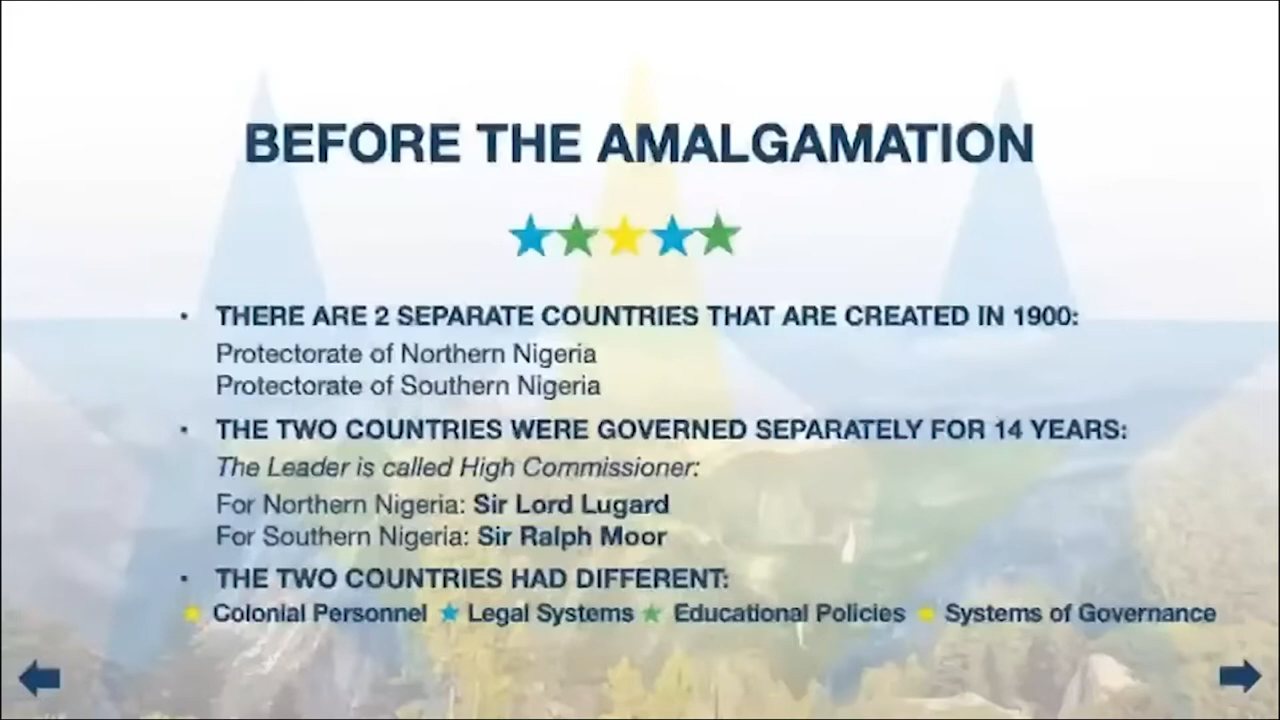 BEFORE THE AMALGAMATION
• THERE ARE 2 SEPARATE COUNTRIES THAT ARE CREATED IN 1900:
Protectorate of Northern Nigeria
Protectorate of Southern Nigeria
• THE TWO COUNTRIES WERE GOVERNED SEPARATELY FOR 14 YEARS:
The Leader is called High Commissioner:
For Northern Nigeria: Sir Lord Lugard
For Southern Nigeria: Sir Ralph Moor
• THE TWO COUNTRIES HAD DIFFERENT:
Colonial Personnel Legal Systems Educational Policies Systems of Governance